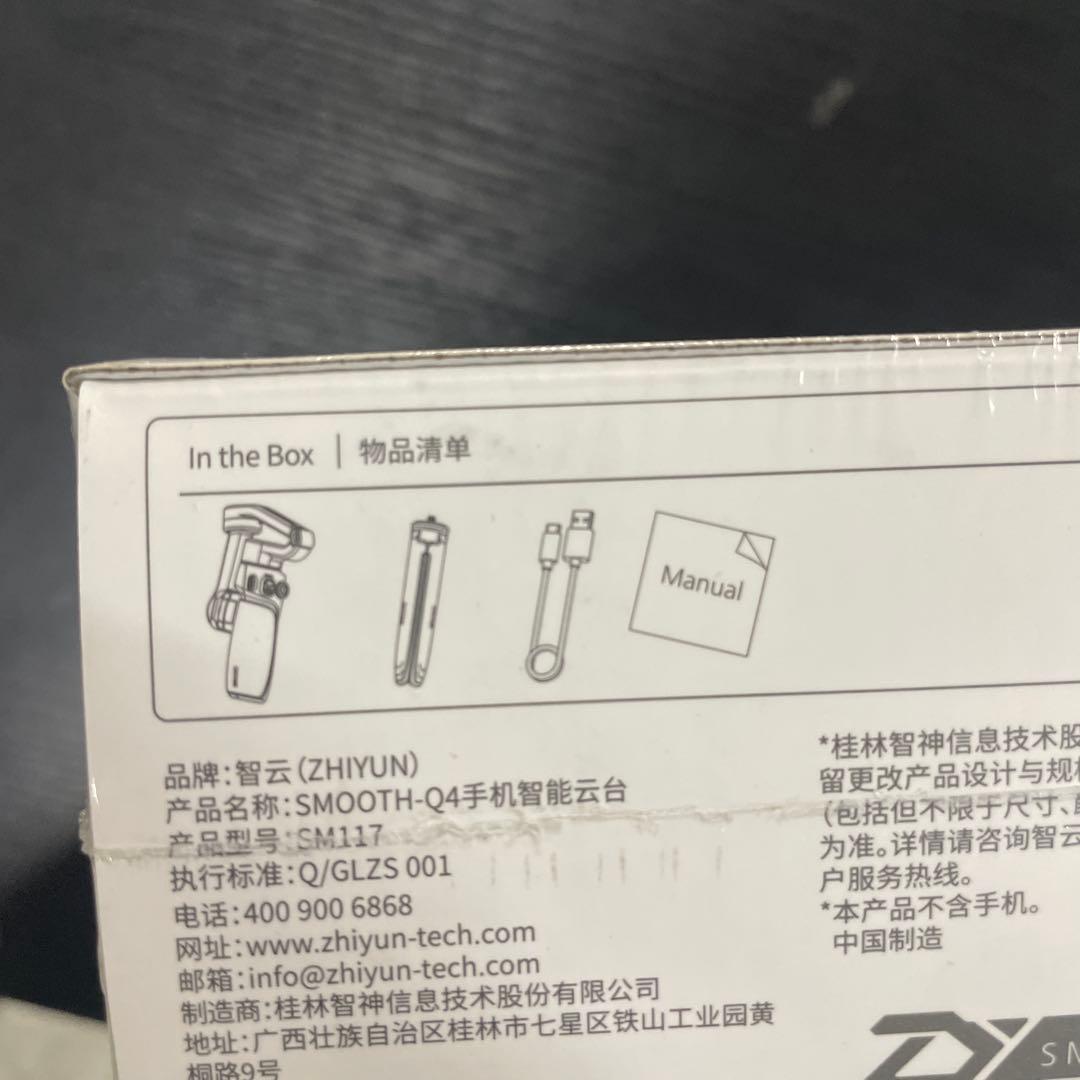 In the Box | 物品清单
Manual
品牌:智云(ZHIYUN)
产品名称:SMOOTH-Q4手机智能云台
产品型号:SM117
执行标准:Q/GLZS 001
电话:400 900 6868
网址:www.zhiyun-tech.com
邮箱:info@zhiyun-tech.com
制造商:桂林智神信息技术股份有限公司
地址:广西壮族自治区桂林市七星区铁山工业园黄
桐路9号
*桂林智神信息技术股
留更改产品设计与规格
(包括但不限于尺寸、
为准。详情请咨询智云
户服务热线。
*本产品不含手机。
中国制造
SM